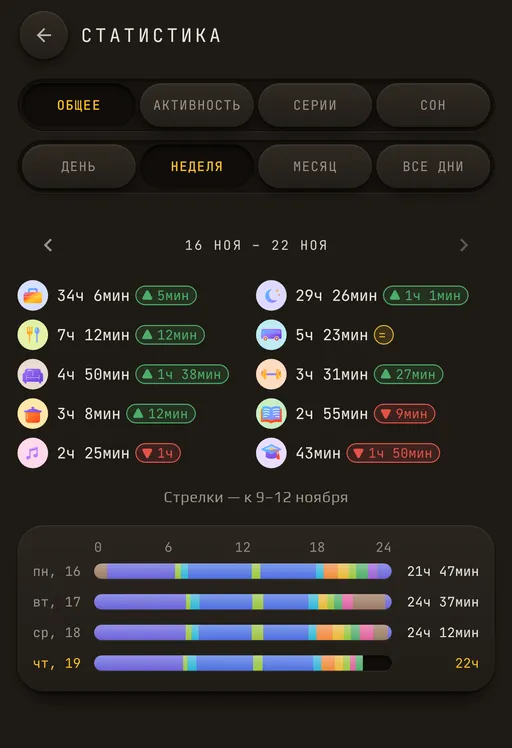 СТАТИСТИКА
ОБЩЕЕ АКТИВНОСТЬ СЕРИИ СОН
ДЕНЬ НЕДЕЛЯ МЕСЯЦ ВСЕ ДНИ
16 НОЯ – 22 НОЯ
34ч 6мин ▲ 5мин 29ч 26мин ▲ 1ч 1мин
7ч 12мин ▲ 12мин 5ч 23мин =
4ч 50мин ▲ 1ч 38мин 3ч 31мин ▲ 27мин
3ч 8мин ▲ 12мин 2ч 55мин ▼ 9мин
2ч 25мин ▼ 1ч 43мин ▼ 1ч 50мин
Стрелки — к 9–12 ноября
0 6 12 18 24
пн, 16 21ч 47мин
вт, 17 24ч 37мин
ср, 18 24ч 12мин
чт, 19 22ч